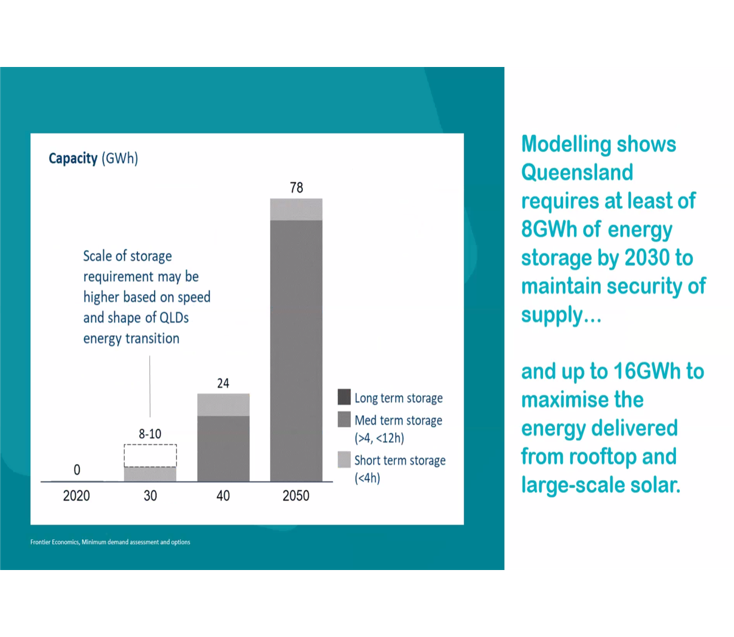 Capacity (GWh)
78
Scale of storage
requirement may be
higher based on speed
and shape of QLDs
energy transition
24
8-10
0
Long term storage
Med term storage
(>4, <12h)
Short term storage
(<4h)
2020
30
40
2050
Frontier Economics, Minimum demand assessment and options
Modelling shows
Queensland
requires at least of
8GWh of energy
storage by 2030 to
maintain security of
supply…
and up to 16GWh to
maximise the
energy delivered
from rooftop and
large-scale solar.